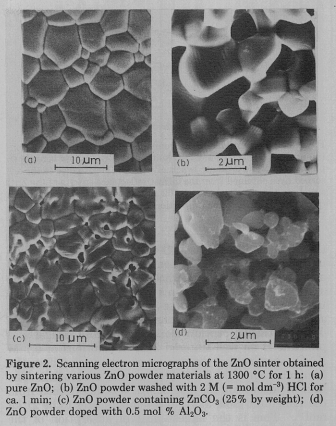 (a)
10 μm
(b)
2 μm
(c)
10 μm
(d)
2 μm
Figure 2. Scanning electron micrographs of the ZnO sinter obtained
by sintering various ZnO powder materials at 1300 °C for 1 h: (a)
pure ZnO; (b) ZnO powder washed with 2 M (= mol dm⁻³) HCl for
ca. 1 min; (c) ZnO powder containing ZnCO₃ (25% by weight); (d)
ZnO powder doped with 0.5 mol % Al₂O₃.